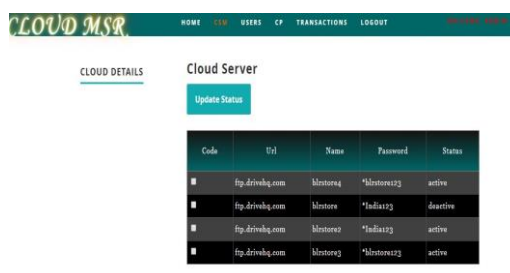 CLOUD MSR
HOME CSM USERS CP TRANSACTIONS LOGOUT
CLOUD DETAILS
Cloud Server
Update Status
Code Url Name Password Status
ftp.drivehq.com blrstore4 *blrstore123 active
ftp.drivehq.com blrstore *India123 deactive
ftp.drivehq.com blrstore2 *India123 active
ftp.drivehq.com blrstore3 *blrstore123 active